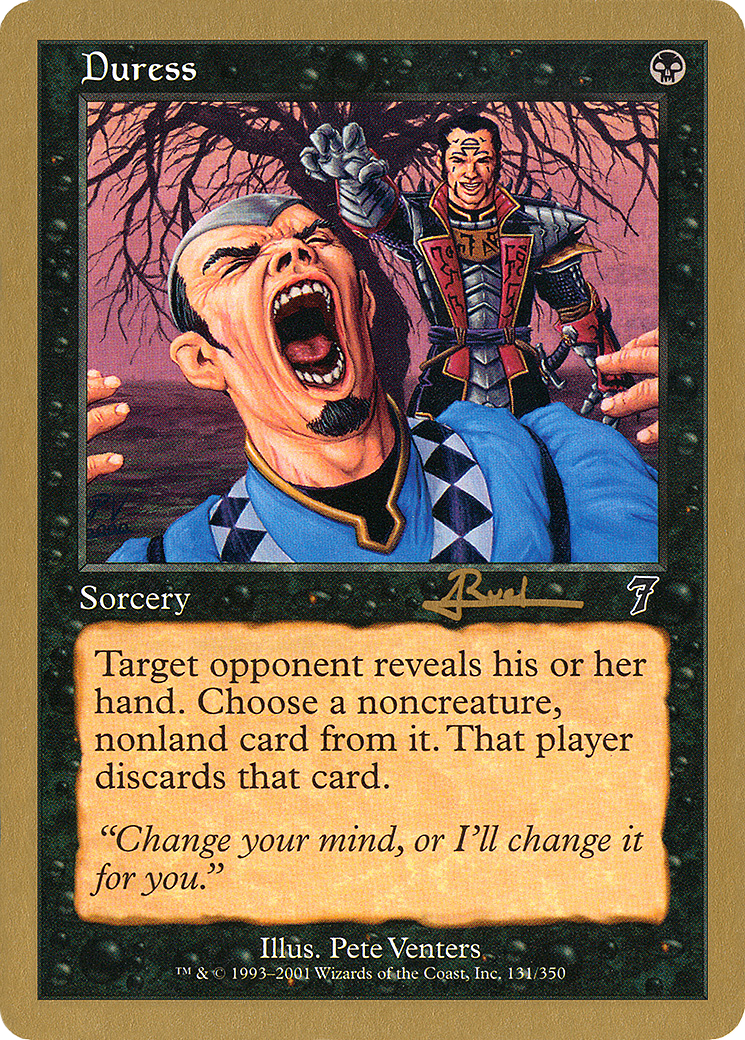 Duress
Sorcery
ARuel
7
Target opponent reveals his or her
hand. Choose a noncreature,
nonland card from it. That player
discards that card.
“Change your mind, or I’ll change it
for you.”
Illus. Pete Venters
™ & © 1993–2001 Wizards of the Coast, Inc. 131/350